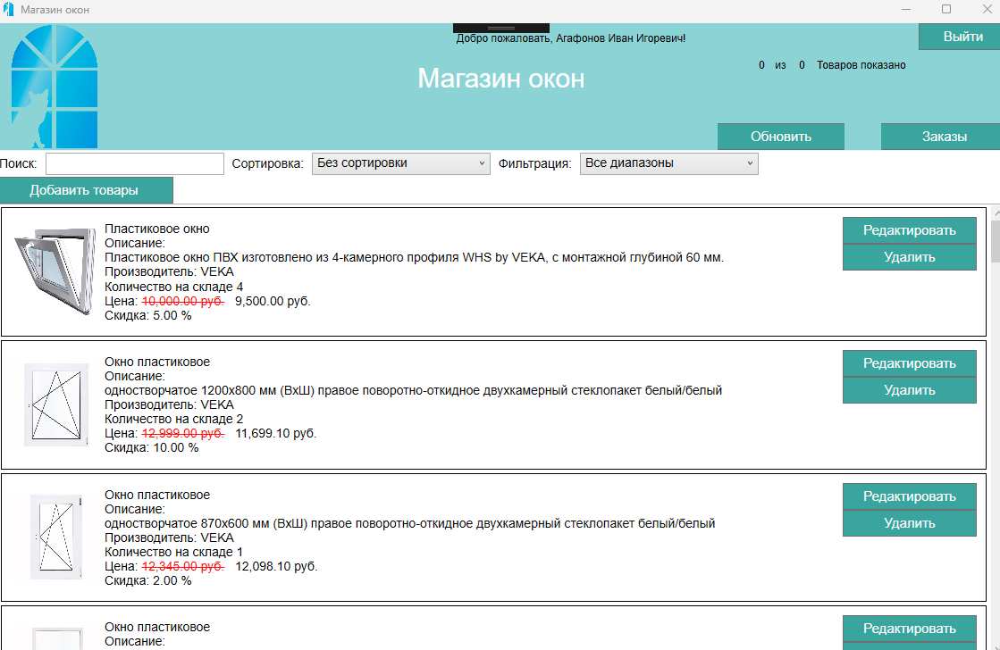 Магазин окон
Добро пожаловать, Агафонов Иван Игоревич!
Выйти
0 из 0 Товаров показано
Магазин окон
Обновить
Заказы
Поиск:
Сортировка:
Без сортировки
Фильтрация:
Все диапазоны
Добавить товары
Пластиковое окно
Описание:
Пластиковое окно ПВХ изготовлено из 4-камерного профиля WHS by VEKA, с монтажной глубиной 60 мм.
Производитель: VEKA
Количество на складе 4
Цена: 10,000.00 руб. 9,500.00 руб.
Скидка: 5.00 %
Редактировать
Удалить
Окно пластиковое
Описание:
одностворчатое 1200х800 мм (ВхШ) правое поворотно-откидное двухкамерный стеклопакет белый/белый
Производитель: VEKA
Количество на складе 2
Цена: 12,999.00 руб. 11,699.10 руб.
Скидка: 10.00 %
Редактировать
Удалить
Окно пластиковое
Описание:
одностворчатое 870х600 мм (ВхШ) правое поворотно-откидное двухкамерный стеклопакет белый/белый
Производитель: VEKA
Количество на складе 1
Цена: 12,345.00 руб. 12,098.10 руб.
Скидка: 2.00 %
Редактировать
Удалить
Окно пластиковое
Описание:
Редактировать